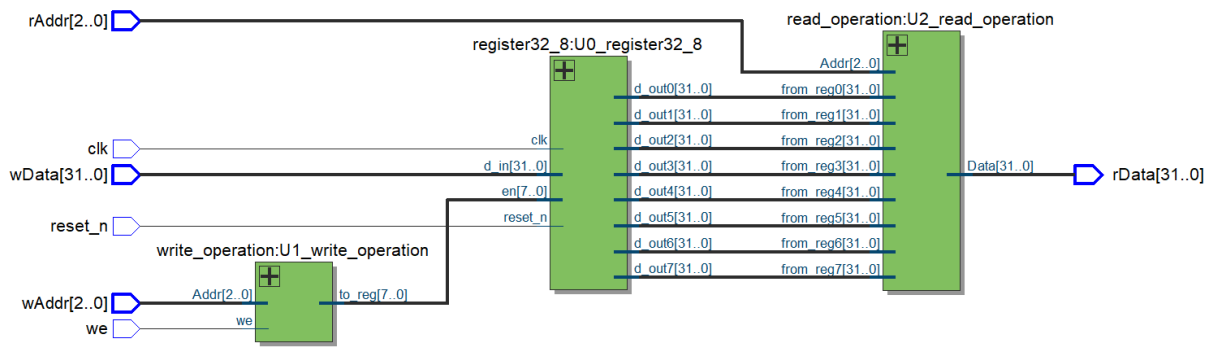 rAddr[2..0]
read_operation:U2_read_operation
register32_8:U0_register32_8
Addr[2..0]
d_out0[31..0] from_reg0[31..0]
d_out1[31..0] from_reg1[31..0]
clk clk d_out2[31..0] from_reg2[31..0]
wData[31..0] d_in[31..0] d_out3[31..0] from_reg3[31..0] Data[31..0] rData[31..0]
en[7..0] d_out4[31..0] from_reg4[31..0]
reset_n reset_n d_out5[31..0] from_reg5[31..0]
write_operation:U1_write_operation d_out6[31..0] from_reg6[31..0]
d_out7[31..0] from_reg7[31..0]
wAddr[2..0] Addr[2..0] to_reg[7..0]
we we